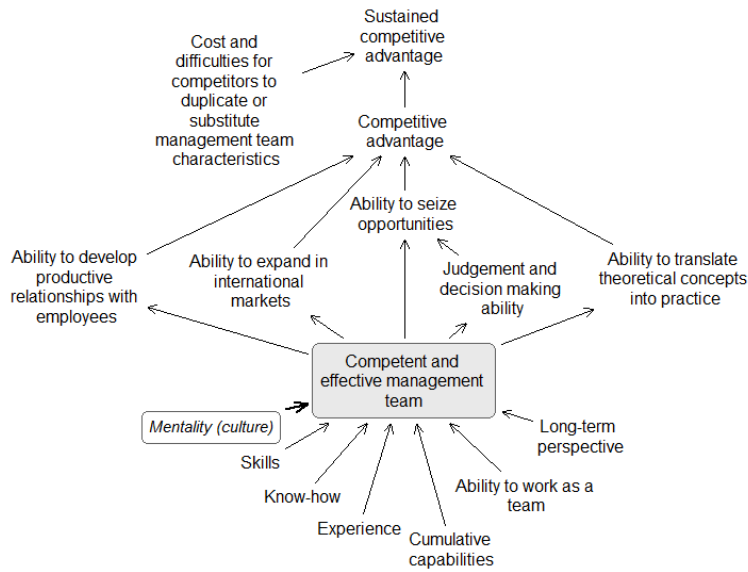 Sustained
competitive
advantage
Cost and
difficulties for
competitors to
duplicate or
substitute
management team
characteristics
Competitive
advantage
Ability to seize
opportunities
Ability to develop
productive
relationships with
employees
Ability to expand in
international
markets
Judgement and
decision making
ability
Ability to translate
theoretical concepts
into practice
Competent and
effective management
team
Mentality (culture)
Skills
Know-how
Experience
Cumulative
capabilities
Ability to work as a
team
Long-term
perspective